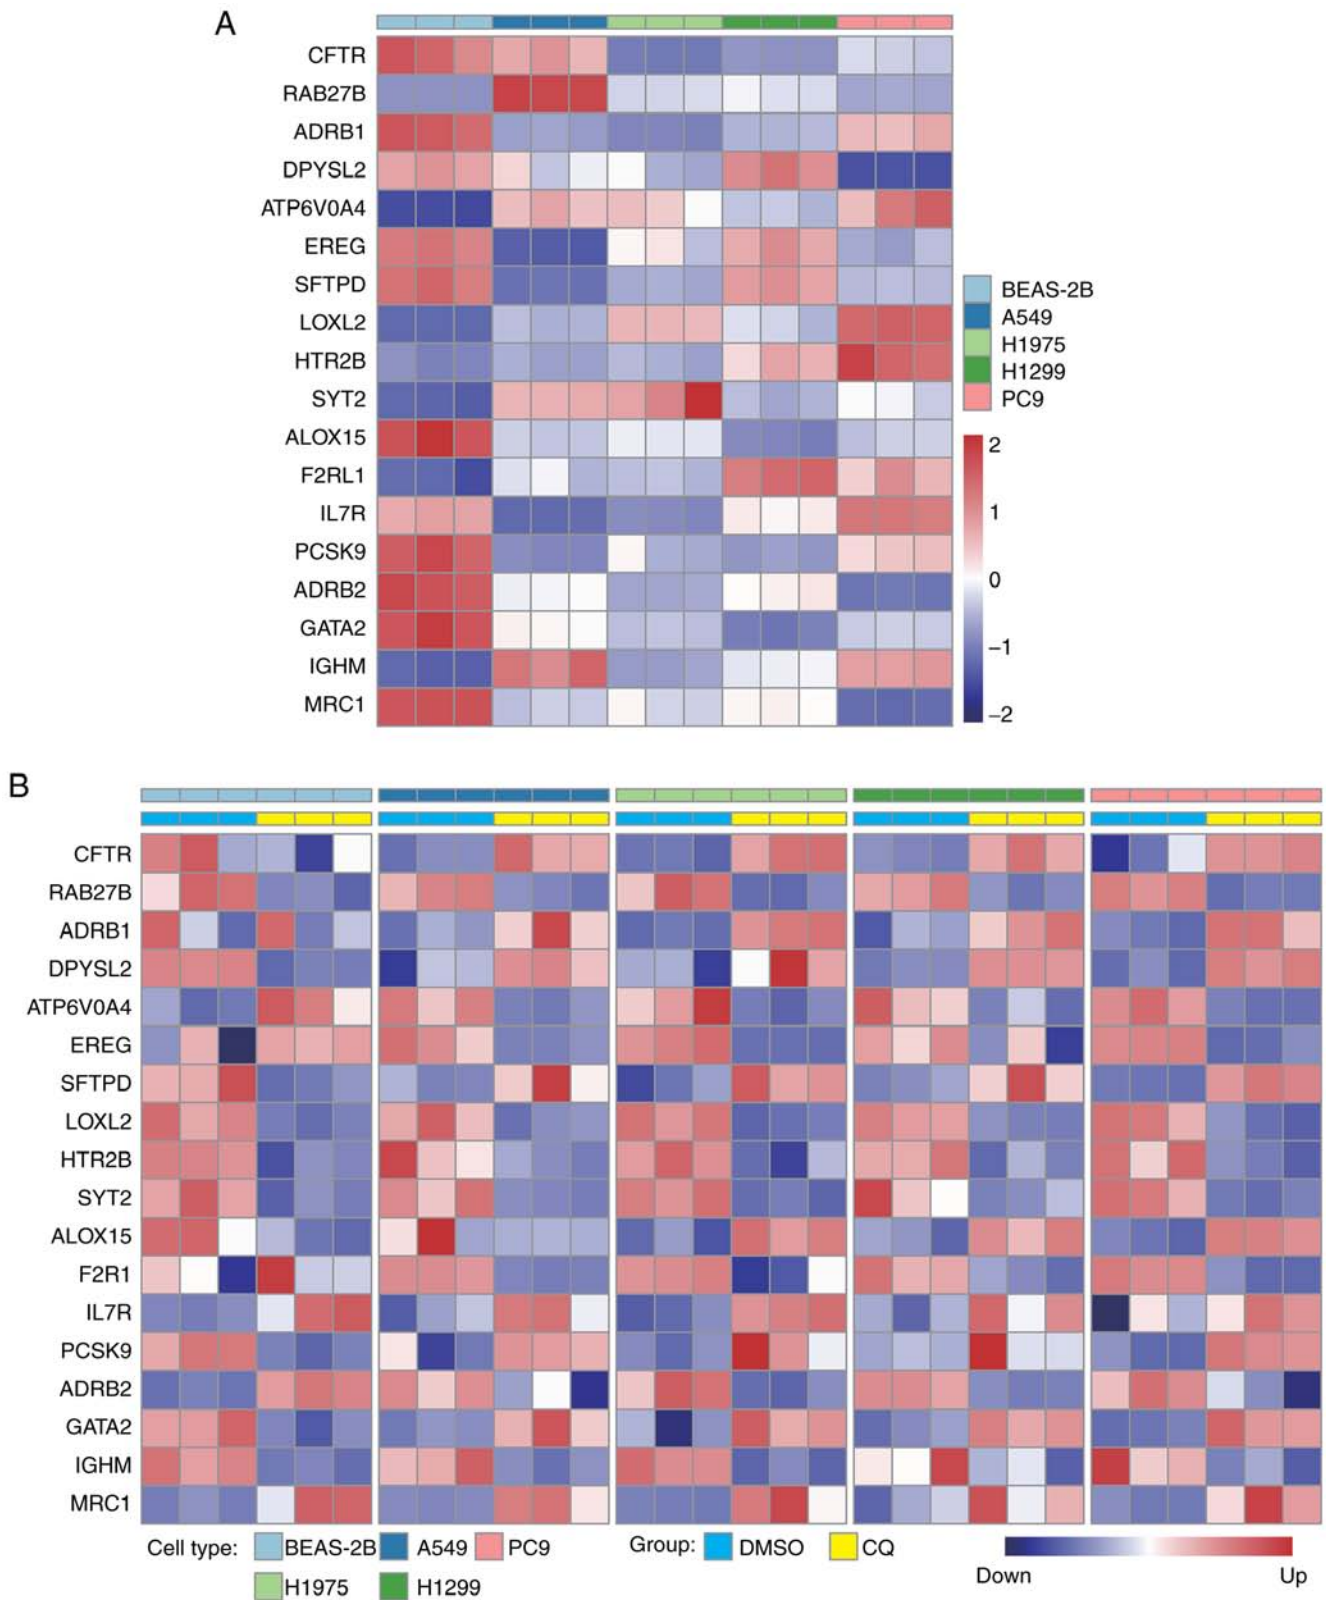 A
CFTR
RAB27B
ADRB1
DPYSL2
ATP6V0A4
EREG
SFTPD
LOXL2
HTR2B
SYT2
ALOX15
F2RL1
IL7R
PCSK9
ADRB2
GATA2
IGHM
MRC1
BEAS-2B
A549
H1975
H1299
PC9
2
1
0
−1
−2
B
CFTR
RAB27B
ADRB1
DPYSL2
ATP6V0A4
EREG
SFTPD
LOXL2
HTR2B
SYT2
ALOX15
F2R1
IL7R
PCSK9
ADRB2
GATA2
IGHM
MRC1
Cell type: BEAS-2B A549 PC9
H1975 H1299
Group: DMSO CQ
Down Up